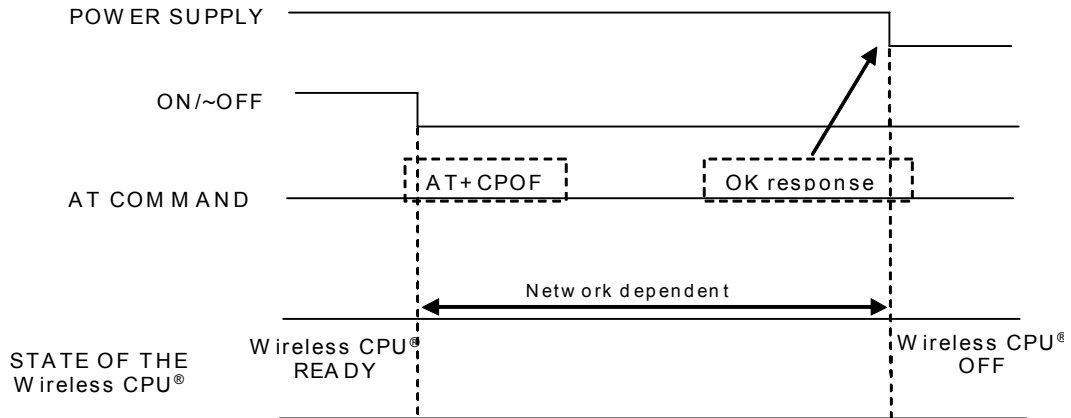 POWER SUPPLY
ON/~OFF
AT COMMAND
AT+CPOF
OK response
Network dependent
STATE OF THE
Wireless CPU®
Wireless CPU®
READY
Wireless CPU®
OFF